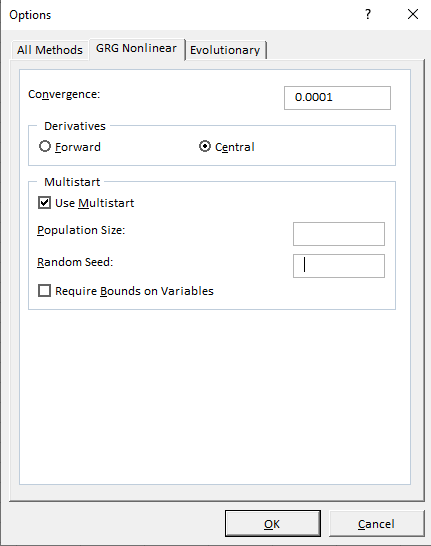 Options ? ×
All Methods GRG Nonlinear Evolutionary
Convergence: 0.0001
Derivatives
Forward Central
Multistart
Use Multistart
Population Size:
Random Seed:
Require Bounds on Variables
OK Cancel